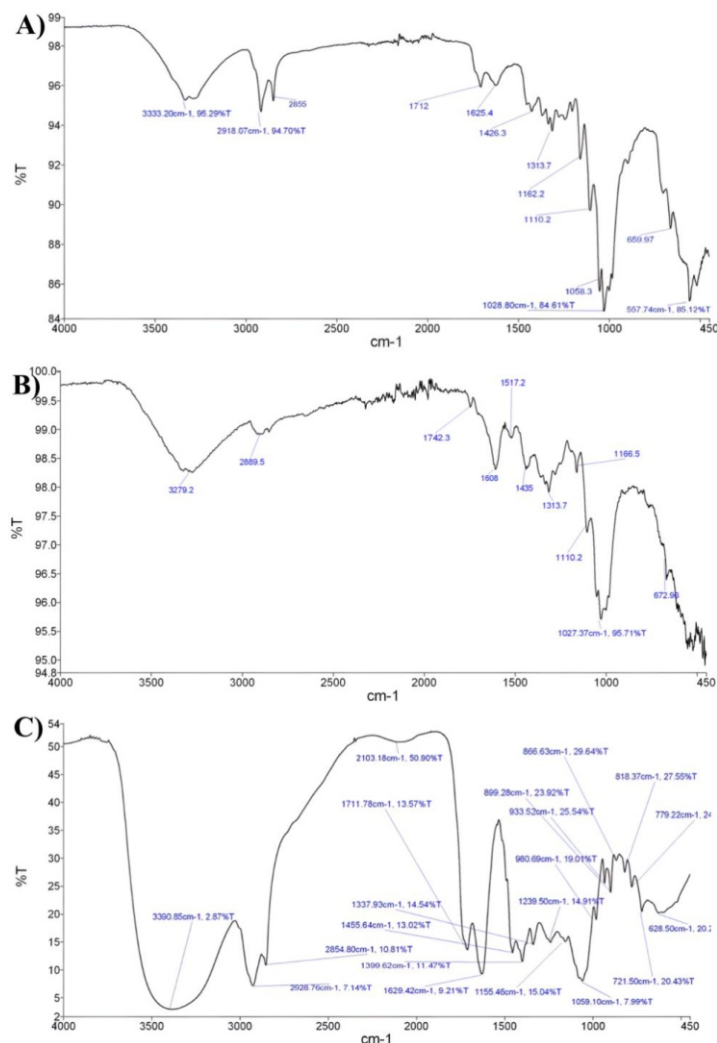 A)
99
98
96
94
92
90
88
86
84
%T
3333.20cm-1, 95.29%T
2918.07cm-1, 94.70%T
2855
1712
1625.4
1426.3
1313.7
1162.2
1110.2
1058.3
1028.80cm-1, 84.61%T
659.97
557.74cm-1, 85.12%T
4000
3500
3000
2500
2000
1500
1000
450
cm-1
B)
100.0
99.5
99.0
98.5
98.0
97.5
97.0
96.5
96.0
95.5
95.0
94.8
%T
3279.2
2889.5
1742.3
1517.2
1608
1435
1313.7
1166.5
1110.2
1027.37cm-1, 95.71%T
4000
3500
3000
2500
2000
1500
1000
450
cm-1
C)
54
50
45
40
35
30
25
20
15
10
5
2
%T
2103.18cm-1, 50.90%T
866.63cm-1, 29.64%T
818.37cm-1, 27.55%T
899.28cm-1, 23.92%T
1711.78cm-1, 13.57%T
933.52cm-1, 25.54%T
779.22cm-1, 24
980.69cm-1, 19.01%T
3390.85cm-1, 2.87%T
1337.93cm-1, 14.54%T
1239.50cm-1, 14.91%T
1455.64cm-1, 13.02%T
628.50cm-1, 20.2
2854.80cm-1, 10.81%T
1399.62cm-1, 11.47%T
721.50cm-1, 20.43%T
2928.76cm-1, 7.14%T
1629.42cm-1, 9.21%T
1155.46cm-1, 15.04%T
1059.10cm-1, 7.99%T
4000
3500
3000
2500
2000
1500
1000
450
cm-1